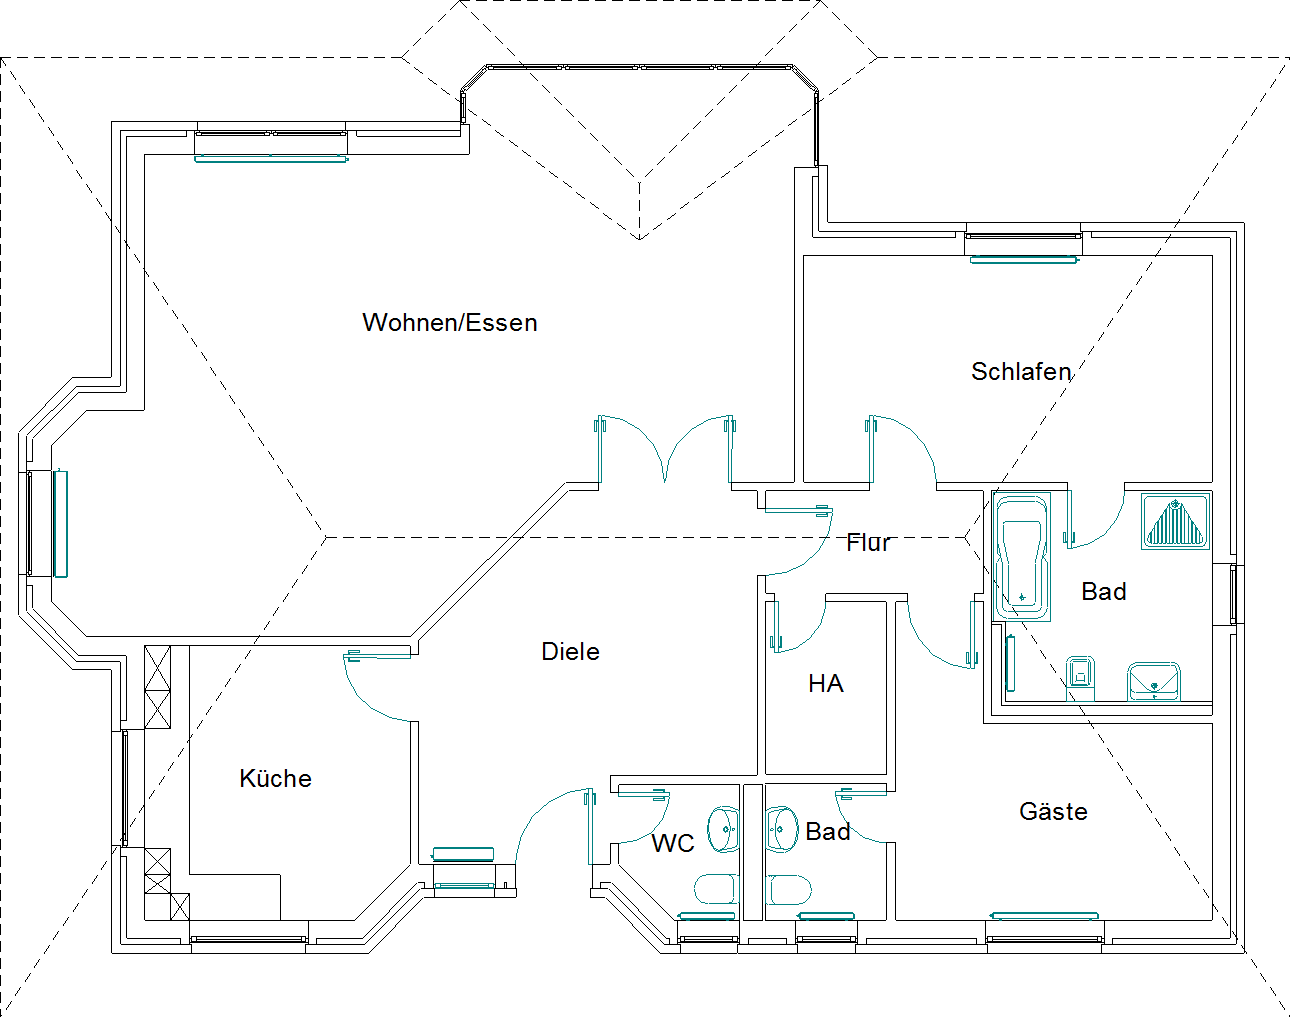 Wohnen/Essen
Schlafen
Flur
Bad
Diele
HA
Küche
Gäste
WC
Bad